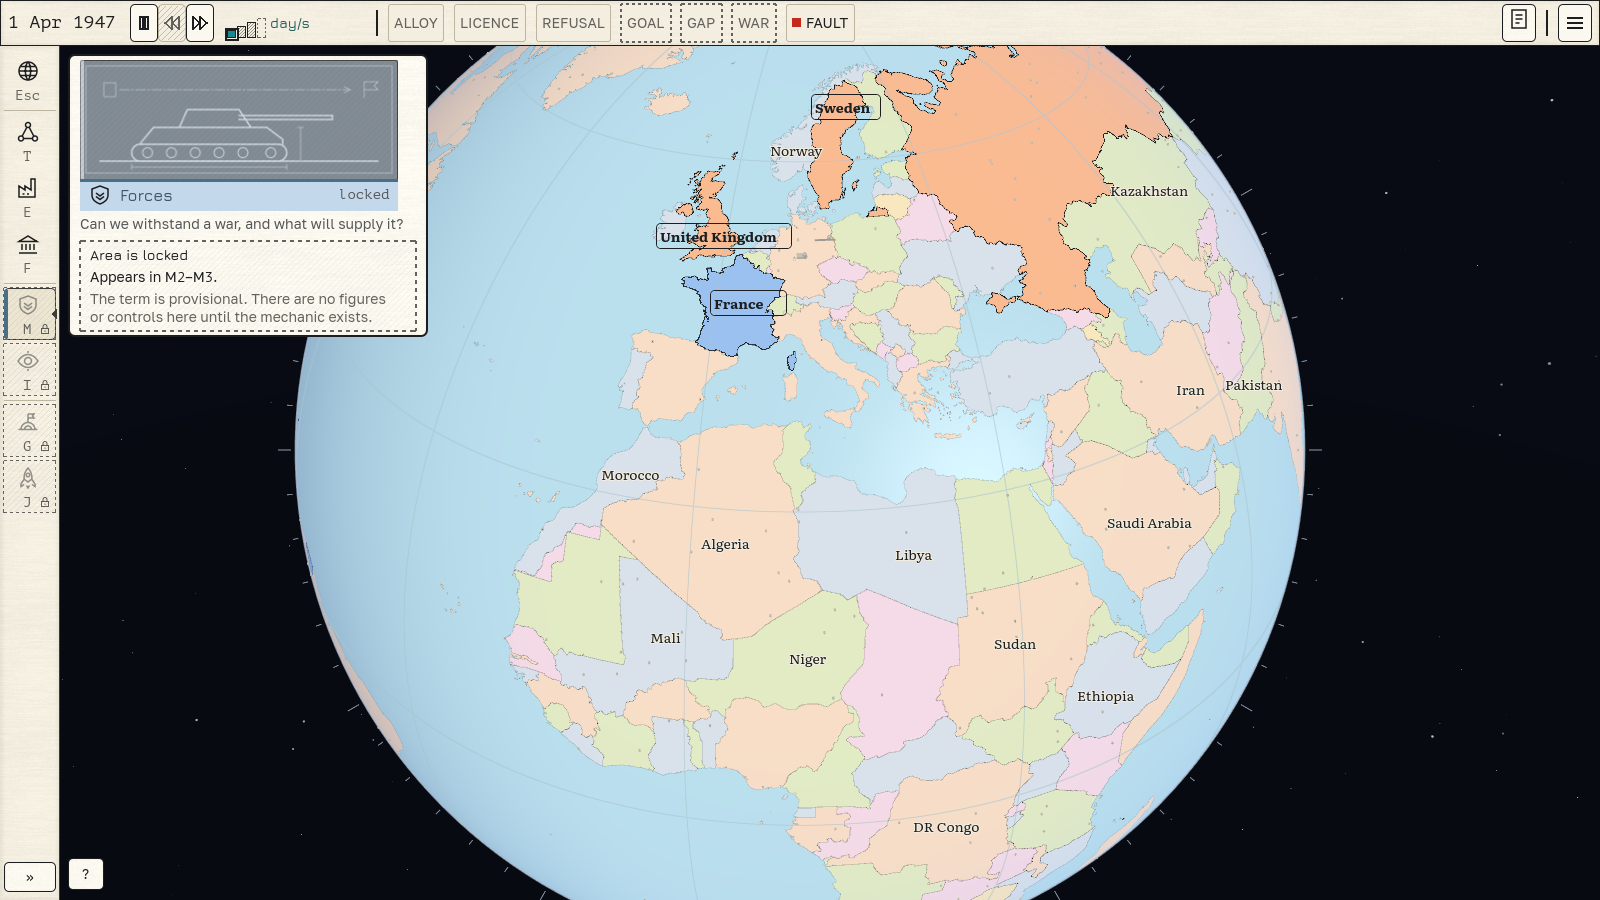 1 Apr 1947
day/s
ALLOY
LICENCE
REFUSAL
GOAL
GAP
WAR
FAULT
Esc
T
E
F
M
I
G
J
»
Forces
locked
Can we withstand a war, and what will supply it?
Area is locked
Appears in M2–M3.
The term is provisional. There are no figures
or controls here until the mechanic exists.
?
Sweden
Norway
Kazakhstan
United Kingdom
France
Iran
Pakistan
Morocco
Saudi Arabia
Algeria
Libya
Mali
Niger
Sudan
Ethiopia
DR Congo